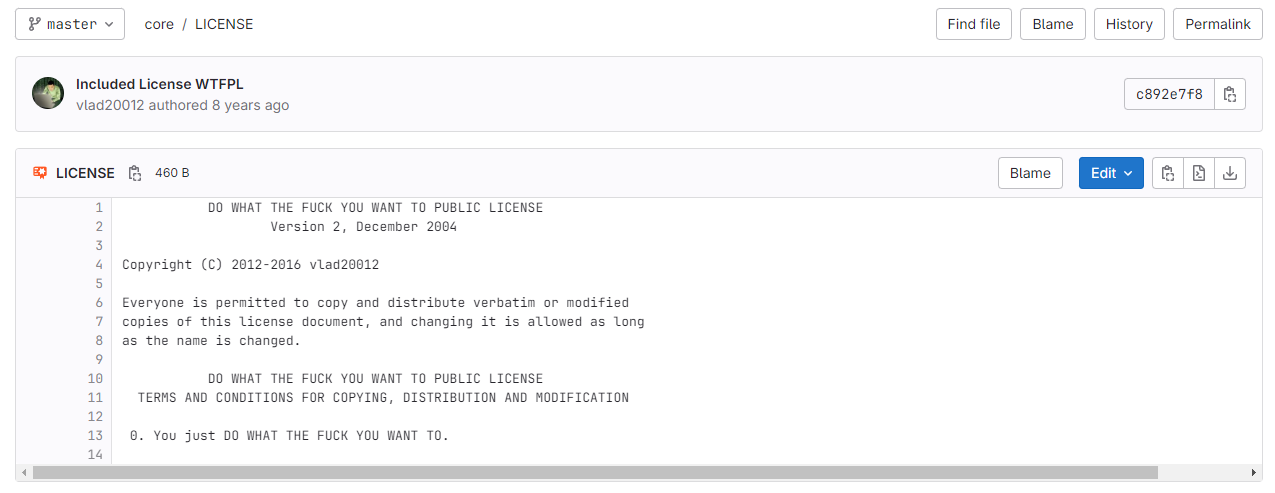 master core / LICENSE Find file Blame History Permalink
Included License WTFPL
vlad20012 authored 8 years ago c892e7f8
LICENSE 460 B Blame Edit
1 DO WHAT THE FUCK YOU WANT TO PUBLIC LICENSE
2 Version 2, December 2004
3
4 Copyright (C) 2012-2016 vlad20012
5
6 Everyone is permitted to copy and distribute verbatim or modified
7 copies of this license document, and changing it is allowed as long
8 as the name is changed.
9
10 DO WHAT THE FUCK YOU WANT TO PUBLIC LICENSE
11 TERMS AND CONDITIONS FOR COPYING, DISTRIBUTION AND MODIFICATION
12
13 0. You just DO WHAT THE FUCK YOU WANT TO.
14